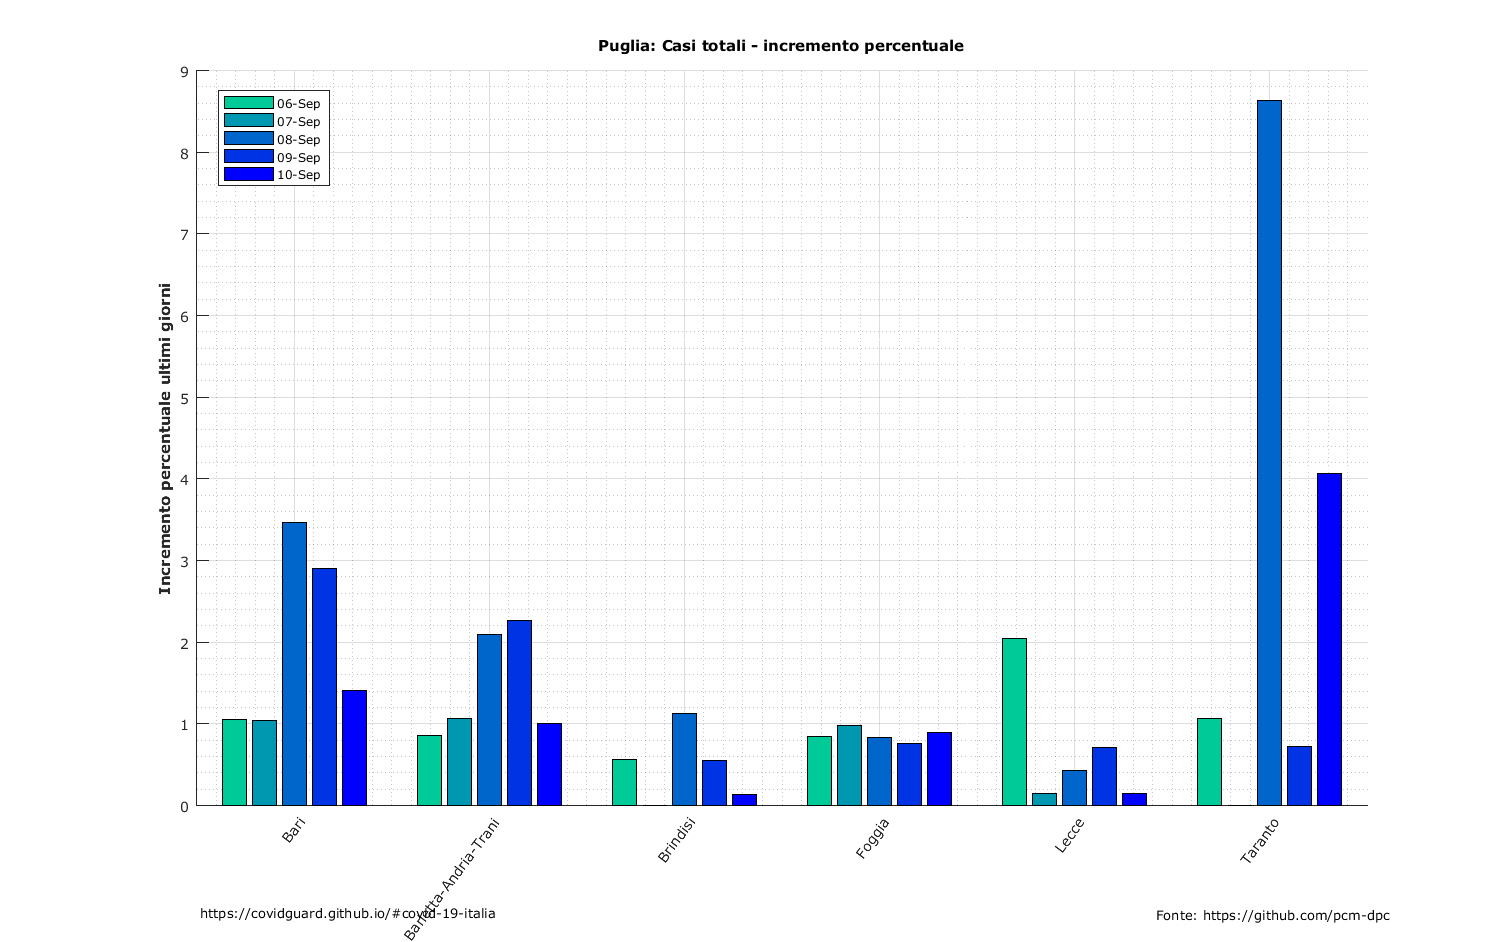 Puglia: Casi totali - incremento percentuale
9
8
7
6
5
4
3
2
1
0
Incremento percentuale ultimi giorni
06-Sep
07-Sep
08-Sep
09-Sep
10-Sep
Bari
Barletta-Andria-Trani
Brindisi
Foggia
Lecce
Taranto
https://covidguard.github.io/#covid-19-italia
Fonte: https://github.com/pcm-dpc